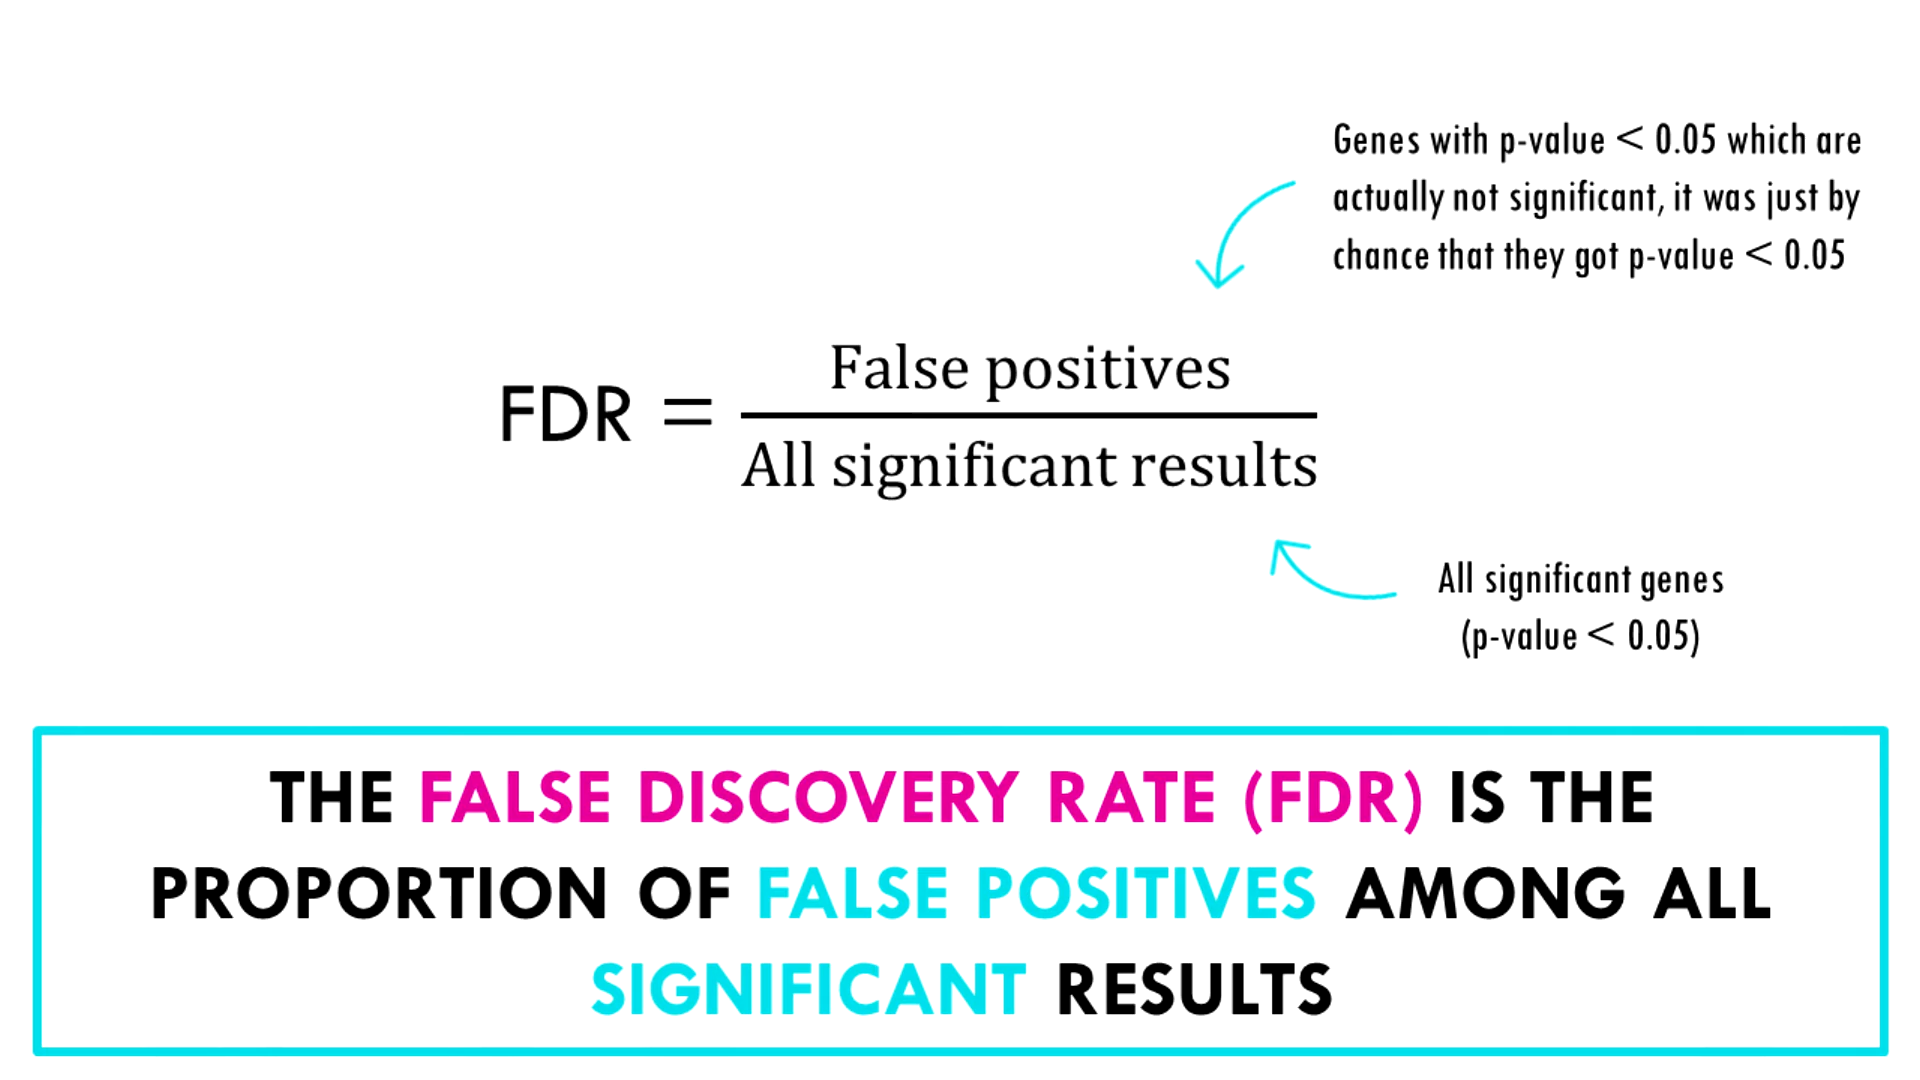 Genes with p-value < 0.05 which are
actually not significant, it was just by
chance that they got p-value < 0.05
FDR = False positives
All significant results
All significant genes
(p-value < 0.05)
THE FALSE DISCOVERY RATE (FDR) IS THE
PROPORTION OF FALSE POSITIVES AMONG ALL
SIGNIFICANT RESULTS